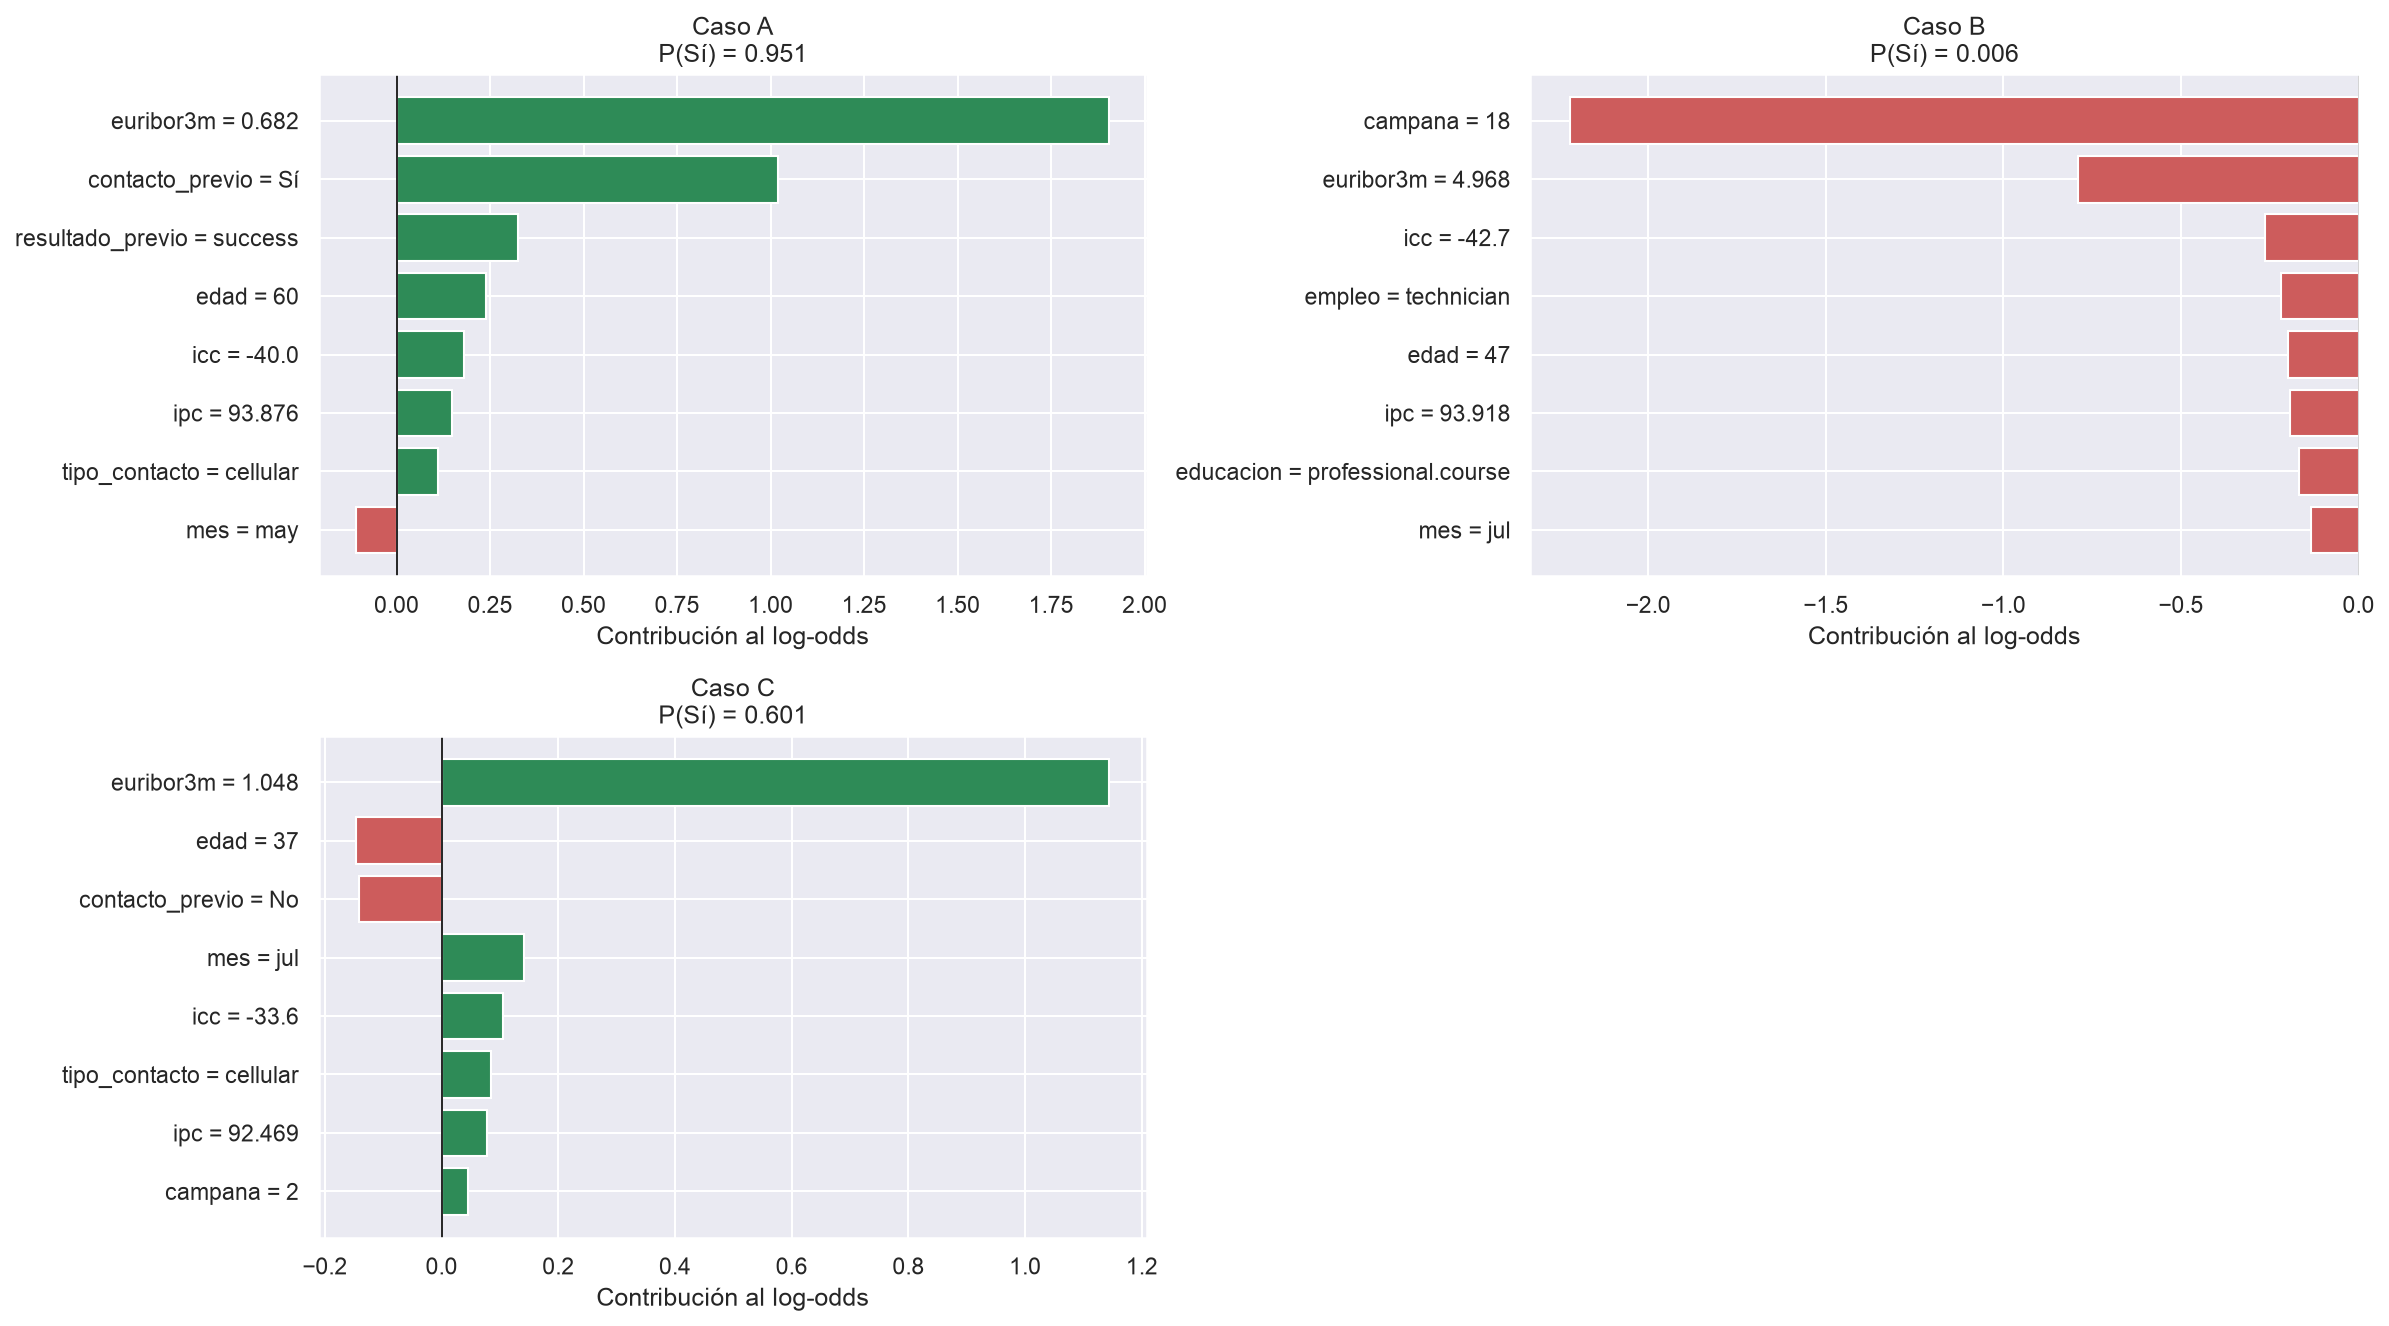 Caso A
P(Sí) = 0.951
euribor3m = 0.682
contacto_previo = Sí
resultado_previo = success
edad = 60
icc = -40.0
ipc = 93.876
tipo_contacto = cellular
mes = may
0.00 0.25 0.50 0.75 1.00 1.25 1.50 1.75 2.00
Contribución al log-odds
Caso B
P(Sí) = 0.006
campana = 18
euribor3m = 4.968
icc = -42.7
empleo = technician
edad = 47
ipc = 93.918
educacion = professional.course
mes = jul
−2.0 −1.5 −1.0 −0.5 0.0
Contribución al log-odds
Caso C
P(Sí) = 0.601
euribor3m = 1.048
edad = 37
contacto_previo = No
mes = jul
icc = -33.6
tipo_contacto = cellular
ipc = 92.469
campana = 2
−0.2 0.0 0.2 0.4 0.6 0.8 1.0 1.2
Contribución al log-odds